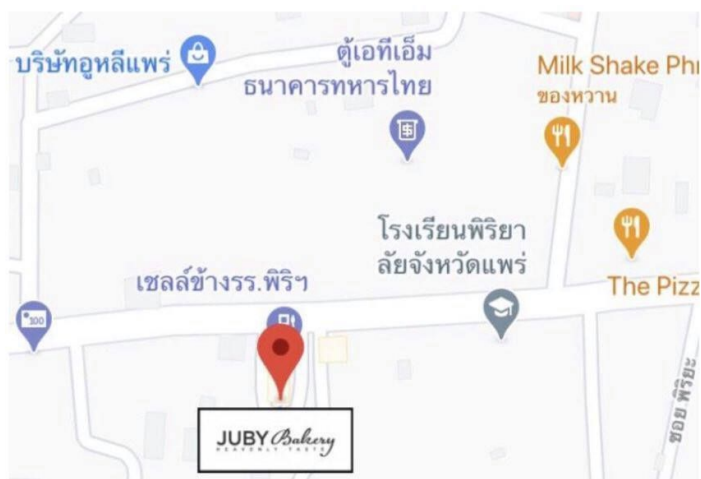 บริษัทอูหลีแพร่
ตู้เอทีเอ็ม
ธนาคารทหารไทย
Milk Shake Phr
ของหวาน
โรงเรียนพิริยา
ลัยจังหวัดแพร่
เชลล์ข้างรร.พิริฯ
The Pizz
100
ซอย พิริยะ
JUBY Bakery
HEAVENLY TASTE